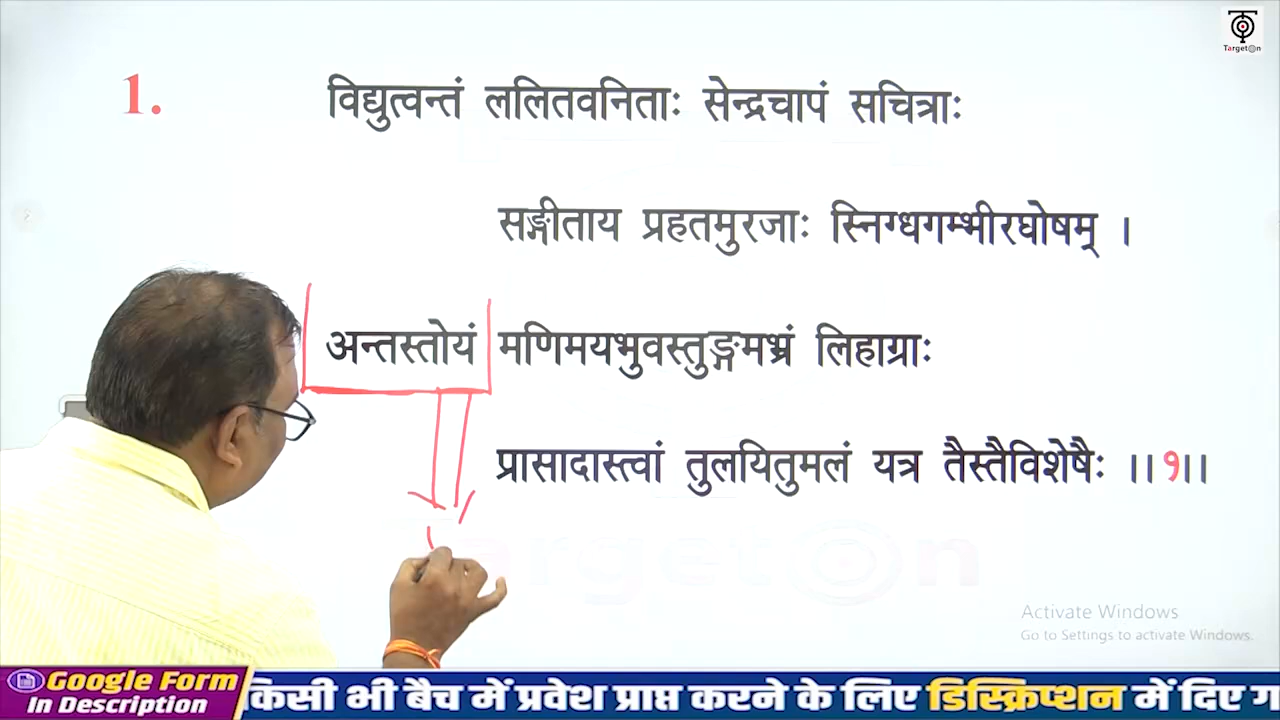 TargetOn
1.
विद्युत्वन्तं ललितवनिताः सेन्द्रचापं सचित्राः
सङ्गीताय प्रहतमुरजाः स्निग्धगम्भीरघोषम् ।
अन्तस्तोयं मणिमयभुवस्तुङ्गमभ्रं लिहाग्राः
प्रासादास्त्वां तुलयितुमलं यत्र तैस्तैविशेषैः ।।१।।
Target On
Activate Windows
Go to Settings to activate Windows.
Google Form
In Description
किसी भी बैच में प्रवेश प्राप्त करने के लिए डिस्क्रिप्शन में दिए